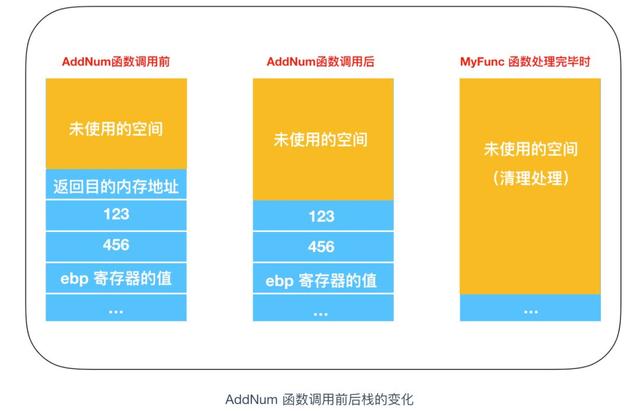 AddNum函数调用前
未使用的空间
返回目的内存地址
123
456
ebp 寄存器的值
...
AddNum函数调用后
未使用的空间
123
456
ebp 寄存器的值
...
MyFunc 函数处理完毕时
未使用的空间
（清理处理）
...
AddNum 函数调用前后栈的变化